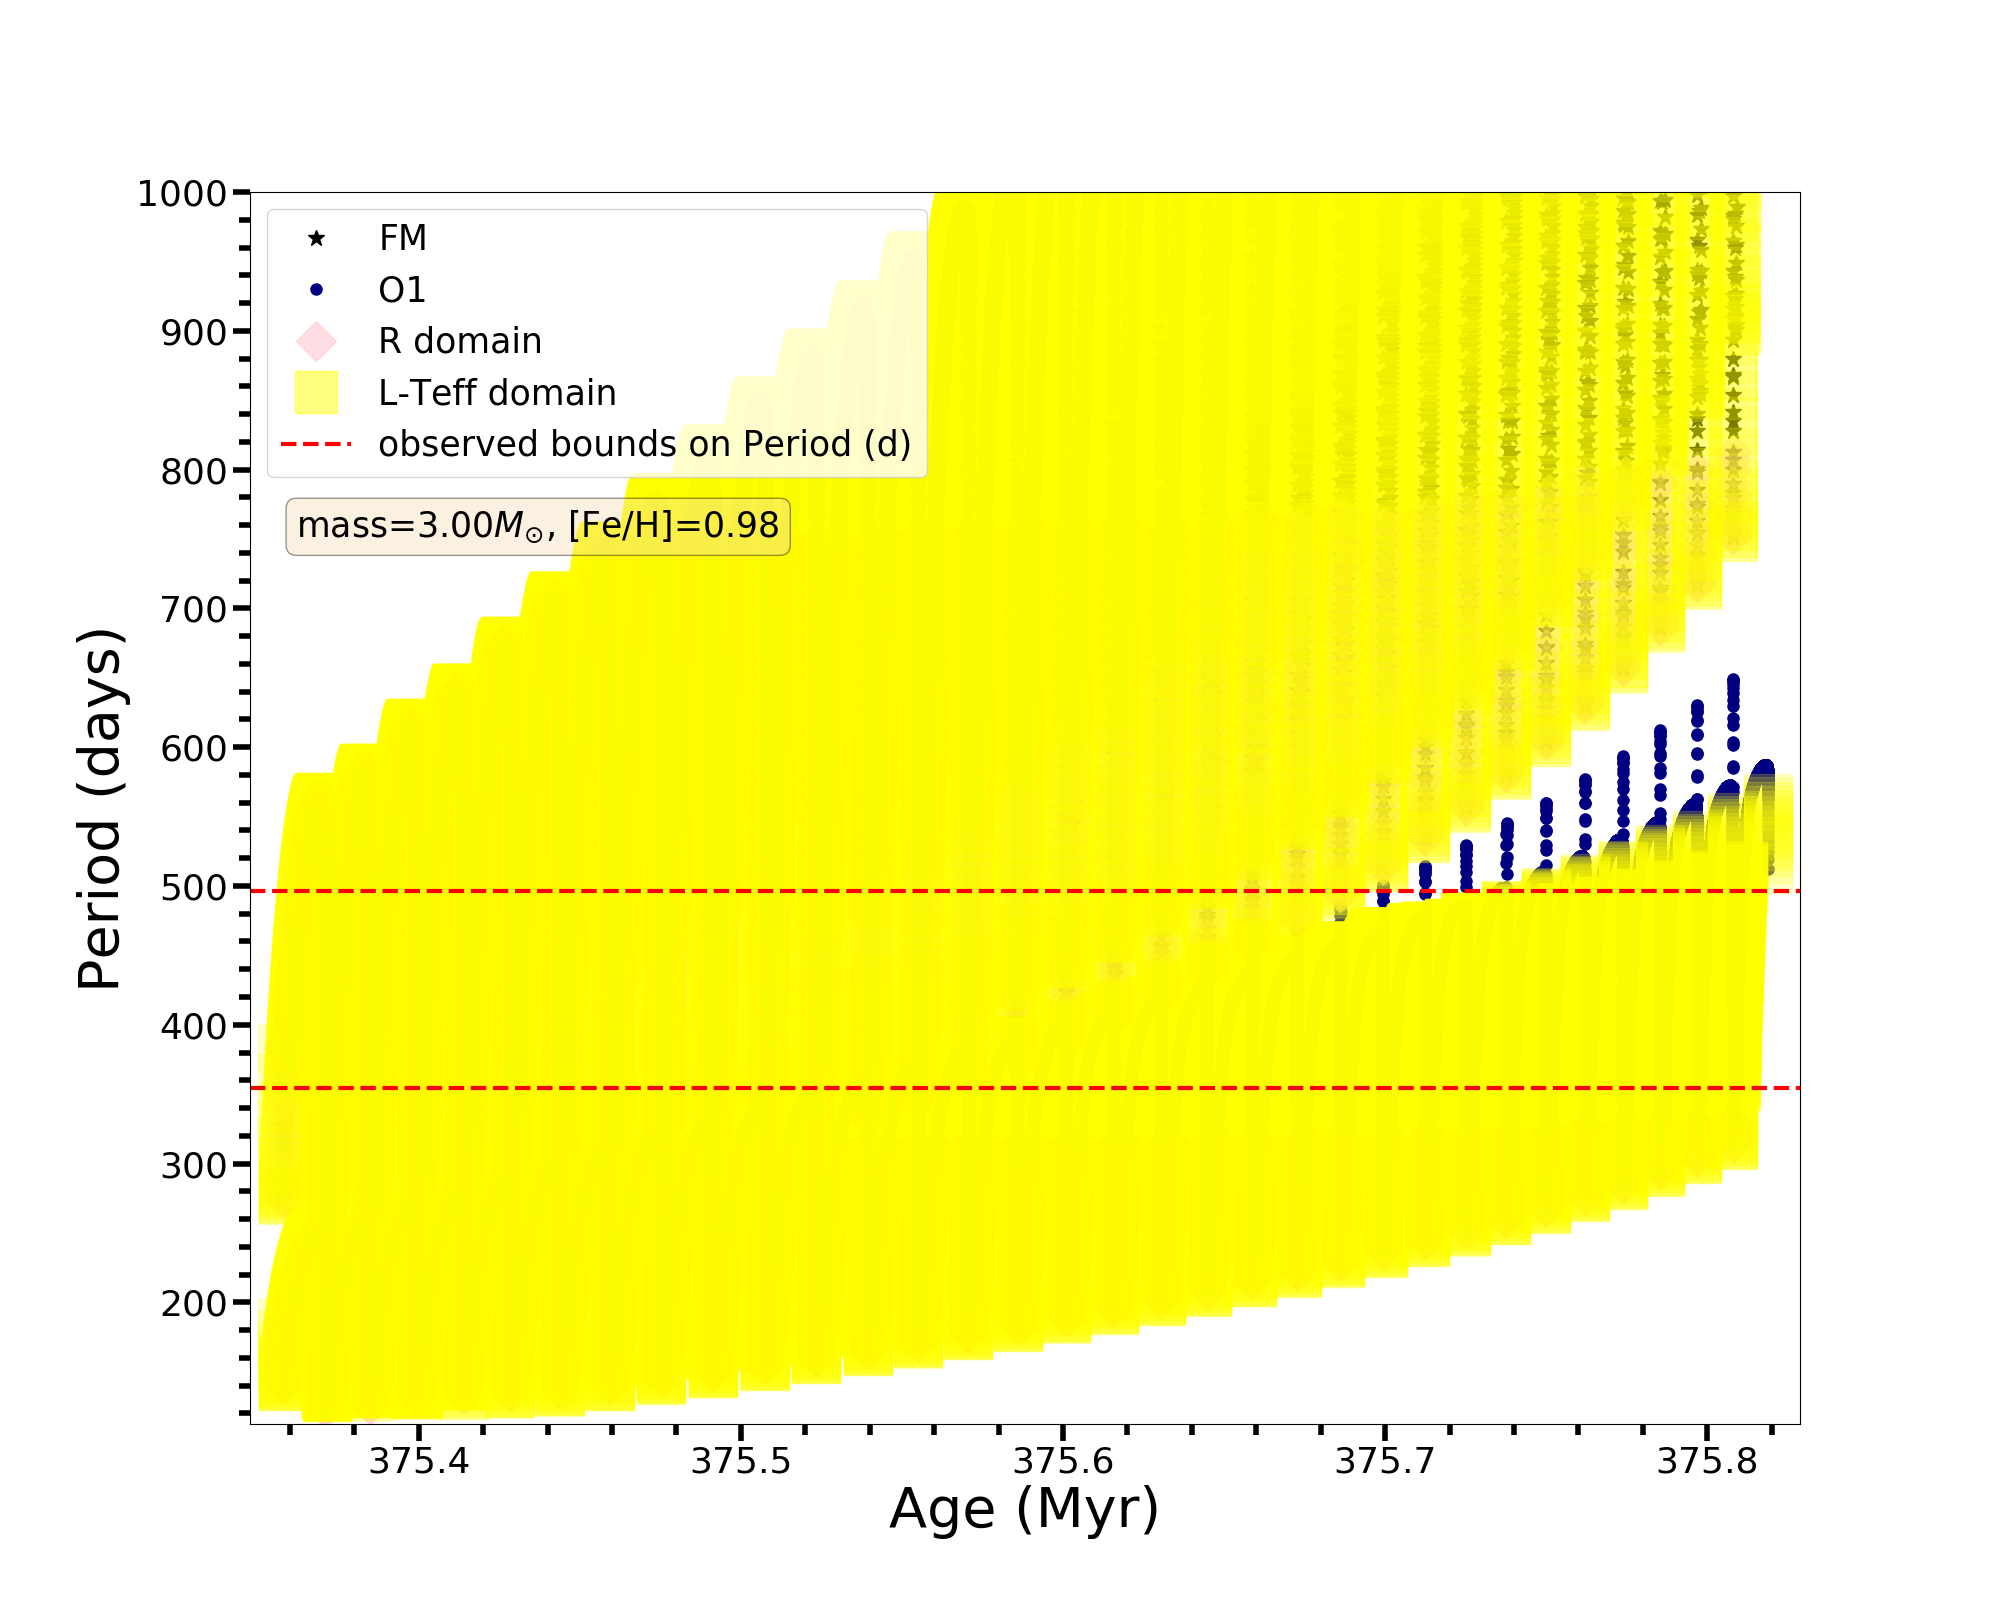 1000
900
800
700
600
500
400
300
200
Period (days)
FM
O1
R domain
L-Teff domain
observed bounds on Period (d)
mass=3.00M⊙, [Fe/H]=0.98
375.4 375.5 375.6 375.7 375.8
Age (Myr)